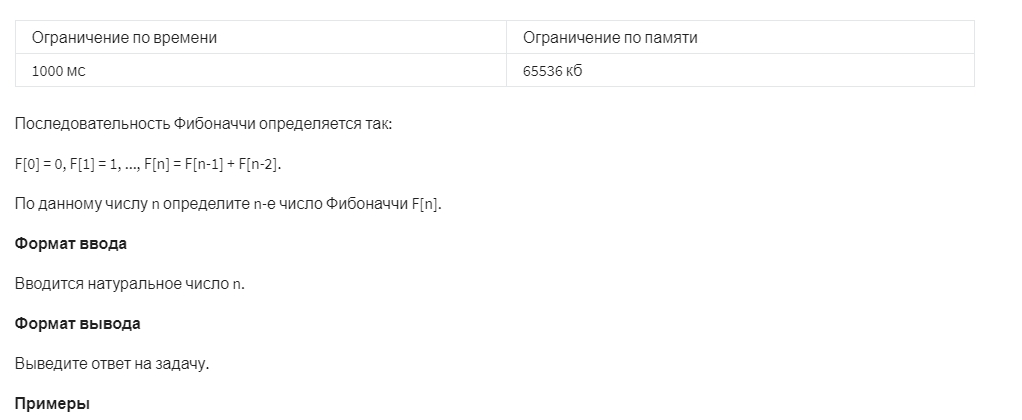 Ограничение по времени Ограничение по памяти
1000 мс 65536 кб
Последовательность Фибоначчи определяется так:
F[0] = 0, F[1] = 1, ..., F[n] = F[n-1] + F[n-2].
По данному числу n определите n-е число Фибоначчи F[n].
Формат ввода
Вводится натуральное число n.
Формат вывода
Выведите ответ на задачу.
Примеры